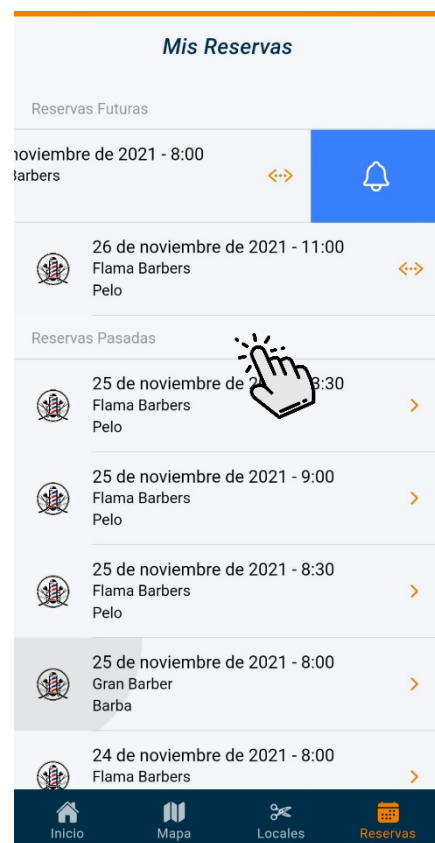 Mis Reservas
Reservas Futuras
noviembre de 2021 - 8:00
Barbers
26 de noviembre de 2021 - 11:00
Flama Barbers
Pelo
Reservas Pasadas
25 de noviembre de 3:30
Flama Barbers
Pelo
25 de noviembre de 2021 - 9:00
Flama Barbers
Pelo
25 de noviembre de 2021 - 8:30
Flama Barbers
Pelo
25 de noviembre de 2021 - 8:00
Gran Barber
Barba
24 de noviembre de 2021 - 8:00
Flama Barbers
Inicio Mapa Locales Reservas